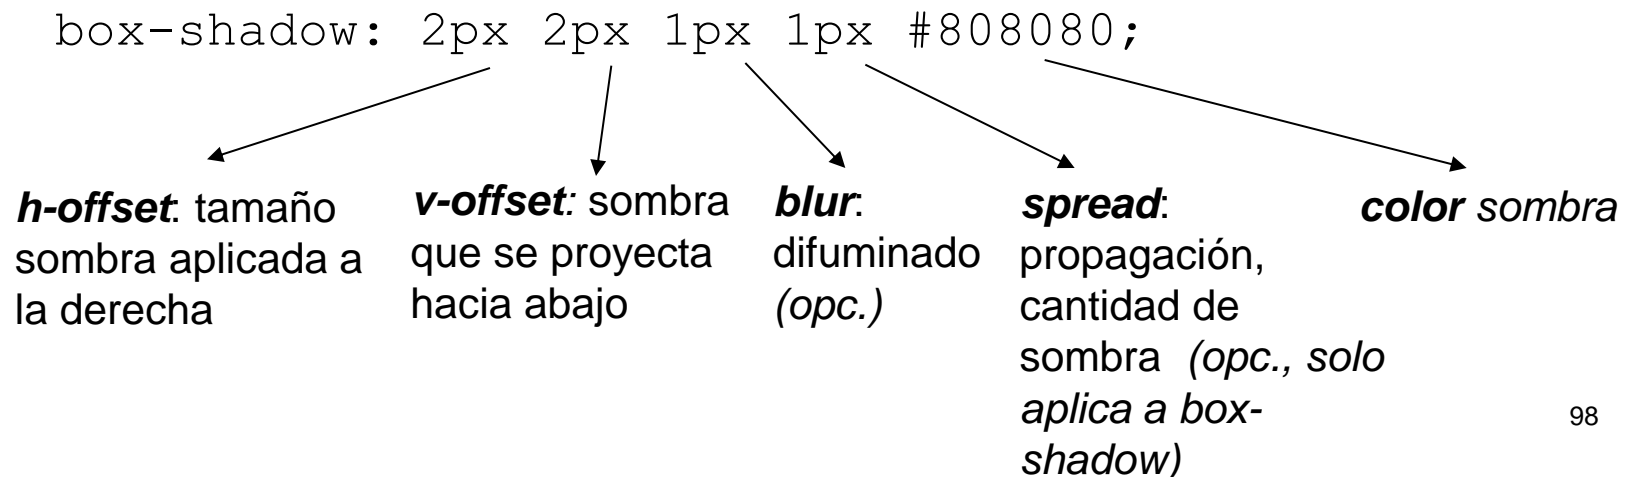 box-shadow: 2px 2px 1px 1px #808080;
h-offset: tamaño
sombra aplicada a
la derecha
v-offset: sombra
que se proyecta
hacia abajo
blur:
difuminado
(opc.)
spread:
propagación,
cantidad de
sombra (opc., solo
aplica a box-
shadow)
color sombra
98